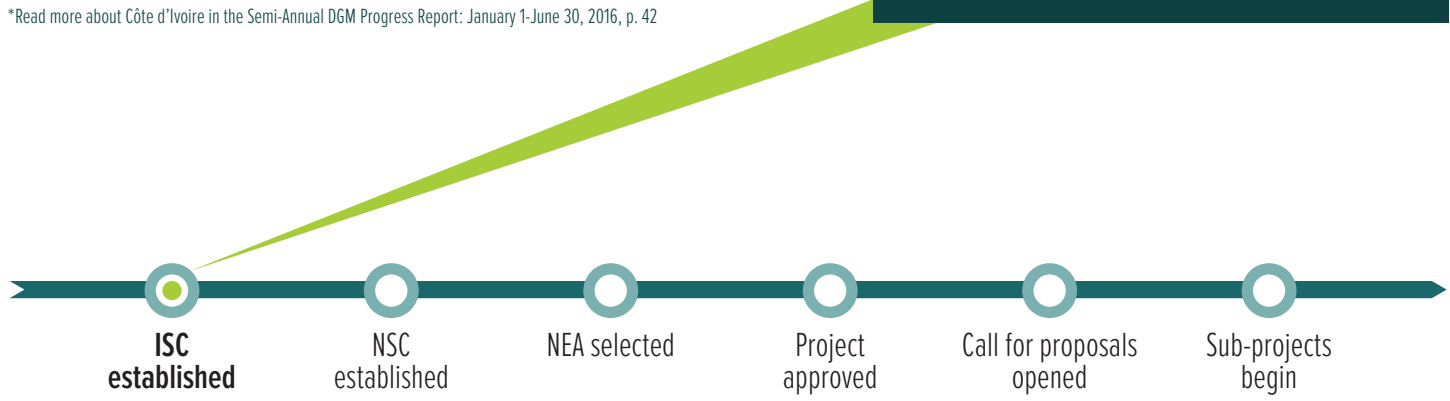 *Read more about Côte d'Ivoire in the Semi-Annual DGM Progress Report: January 1-June 30, 2016, p. 42
ISC
established
NSC
established
NEA selected
Project
approved
Call for proposals
opened
Sub-projects
begin